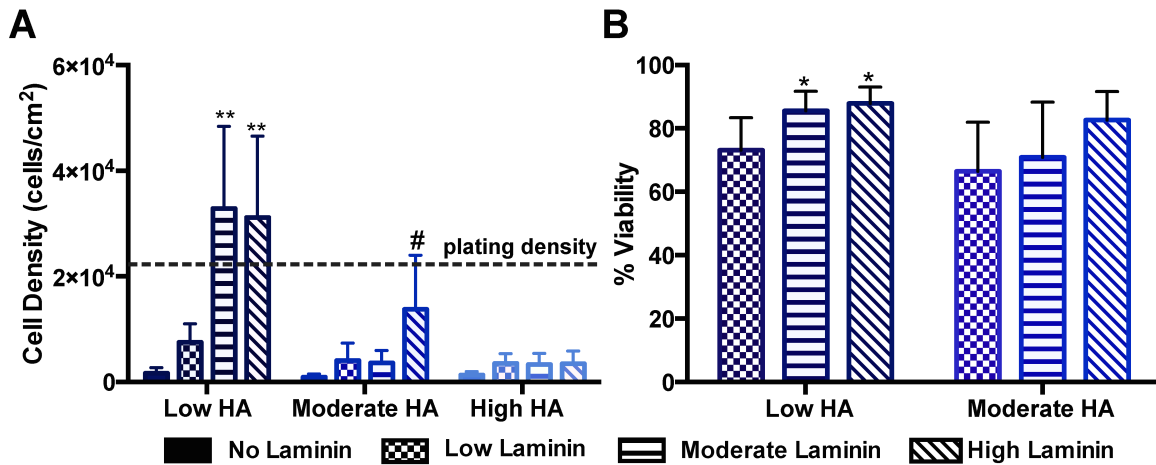 A
Cell Density (cells/cm²)
6×10⁴
4×10⁴
2×10⁴
0
**
**
#
plating density
Low HA
Moderate HA
High HA
B
% Viability
100
80
60
40
20
0
*
*
Low HA
Moderate HA
No Laminin
Low Laminin
Moderate Laminin
High Laminin